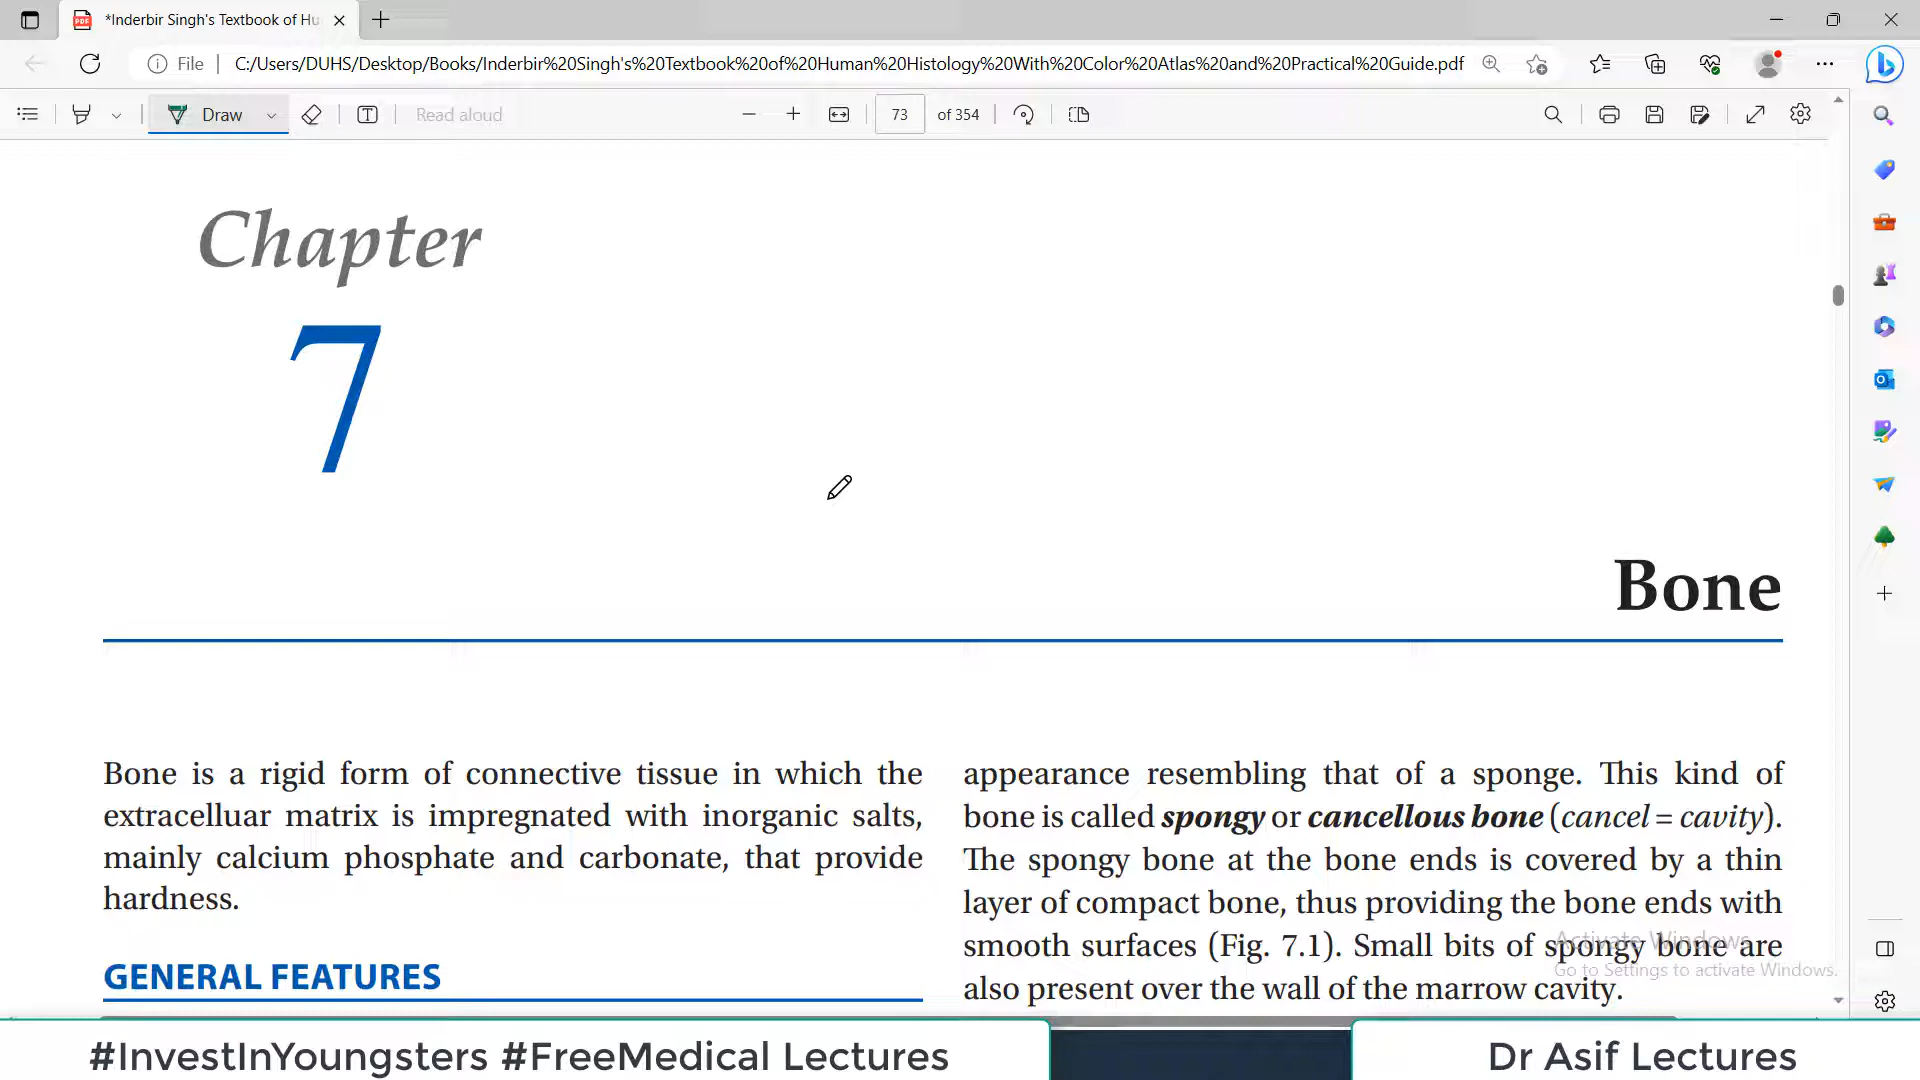 *Inderbir Singh's Textbook of Hu
File
C:/Users/DUHS/Desktop/Books/Inderbir%20Singh's%20Textbook%20of%20Human%20Histology%20With%20Color%20Atlas%20and%20Practical%20Guide.pdf
Draw
Read aloud
73
of 354
Chapter
7
Bone
Bone is a rigid form of connective tissue in which the
extracelluar matrix is impregnated with inorganic salts,
mainly calcium phosphate and carbonate, that provide
hardness.
GENERAL FEATURES
appearance resembling that of a sponge. This kind of
bone is called spongy or cancellous bone (cancel = cavity).
The spongy bone at the bone ends is covered by a thin
layer of compact bone, thus providing the bone ends with
smooth surfaces (Fig. 7.1). Small bits of spongy bone are
also present over the wall of the marrow cavity.
Activate Windows
Go to Settings to activate Windows.
#InvestInYoungsters #FreeMedical Lectures
Dr Asif Lectures